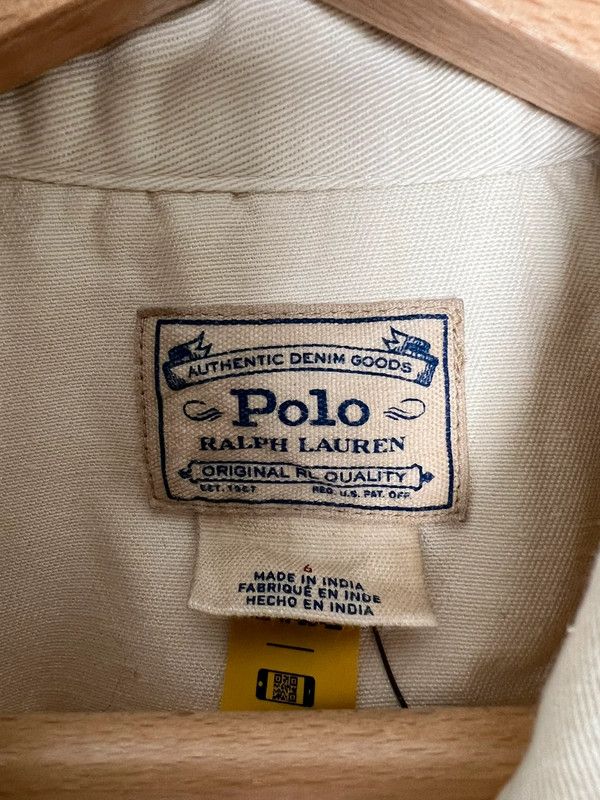 AUTHENTIC DENIM GOODS
Polo
RALPH LAUREN
ORIGINAL RL QUALITY
EST. 1967 REG. U.S. PAT. OFF
6
MADE IN INDIA
FABRIQUÉ EN INDE
HECHO EN INDIA